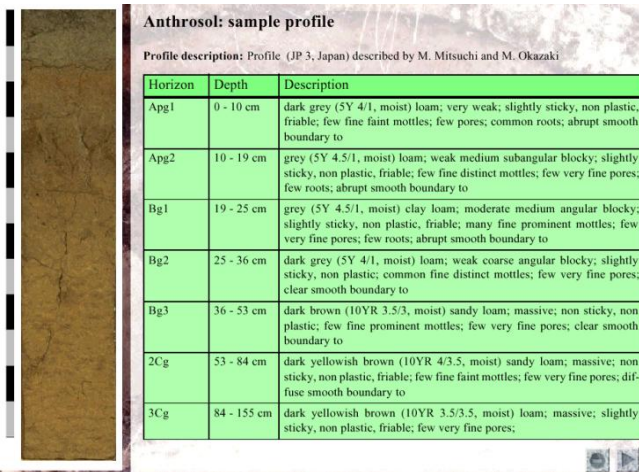 Anthrosol: sample profile
Profile description: Profile (JP 3, Japan) described by M. Mitsuchi and M. Okazaki
Horizon Depth Description
Apg1 0 - 10 cm dark grey (5Y 4/1, moist) loam; very weak; slightly sticky, non plastic,
friable; few fine faint mottles; few pores; common roots; abrupt smooth
boundary to
Apg2 10 - 19 cm grey (5Y 4.5/1, moist) loam; weak medium subangular blocky; slightly
sticky, non plastic, friable; few fine distinct mottles; few very fine pores;
few roots; abrupt smooth boundary to
Bg1 19 - 25 cm grey (5Y 4.5/1, moist) clay loam; moderate medium angular blocky;
slightly sticky, non plastic, friable; many fine prominent mottles; few
very fine pores; few roots; abrupt smooth boundary to
Bg2 25 - 36 cm dark grey (5Y 4/1, moist) loam; weak coarse angular blocky; slightly
sticky, non plastic; common fine distinct mottles; few very fine pores;
clear smooth boundary to
Bg3 36 - 53 cm dark brown (10YR 3.5/3, moist) sandy loam; massive; non sticky, non
plastic; few fine prominent mottles; few very fine pores; clear smooth
boundary to
2Cg 53 - 84 cm dark yellowish brown (10YR 4/3.5, moist) sandy loam; massive; non
sticky, non plastic, friable; few fine faint mottles; few very fine pores; dif-
fuse smooth boundary to
3Cg 84 - 155 cm dark yellowish brown (10YR 3.5/3.5, moist) loam; massive; slightly
sticky, non plastic, friable; few very fine pores;